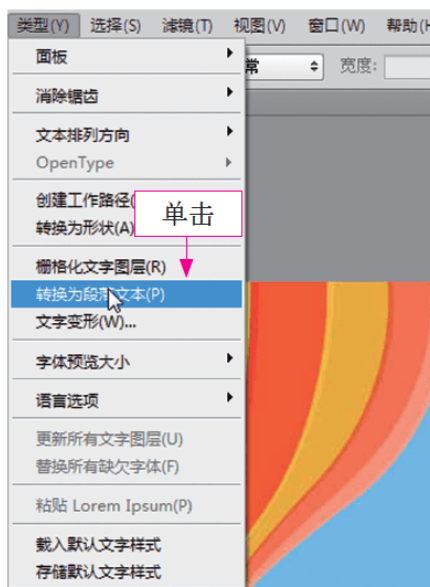 类型(Y) 选择(S) 滤镜(T) 视图(V) 窗口(W) 帮助(H
面板
常 宽度:
消除锯齿
文本排列方向
OpenType
创建工作路径(
单击
转换为形状(A)
栅格化文字图层(R)
转换为段落文本(P)
文字变形(W)...
字体预览大小
语言选项
更新所有文字图层(U)
替换所有缺欠字体(F)
粘贴 Lorem Ipsum(P)
载入默认文字样式
存储默认文字样式